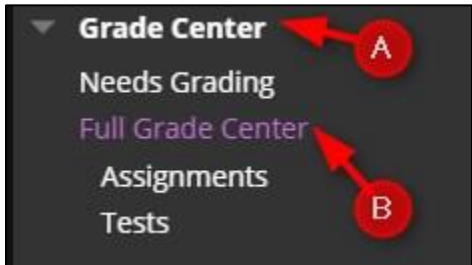 Grade Center
A
Needs Grading
Full Grade Center
Assignments
B
Tests